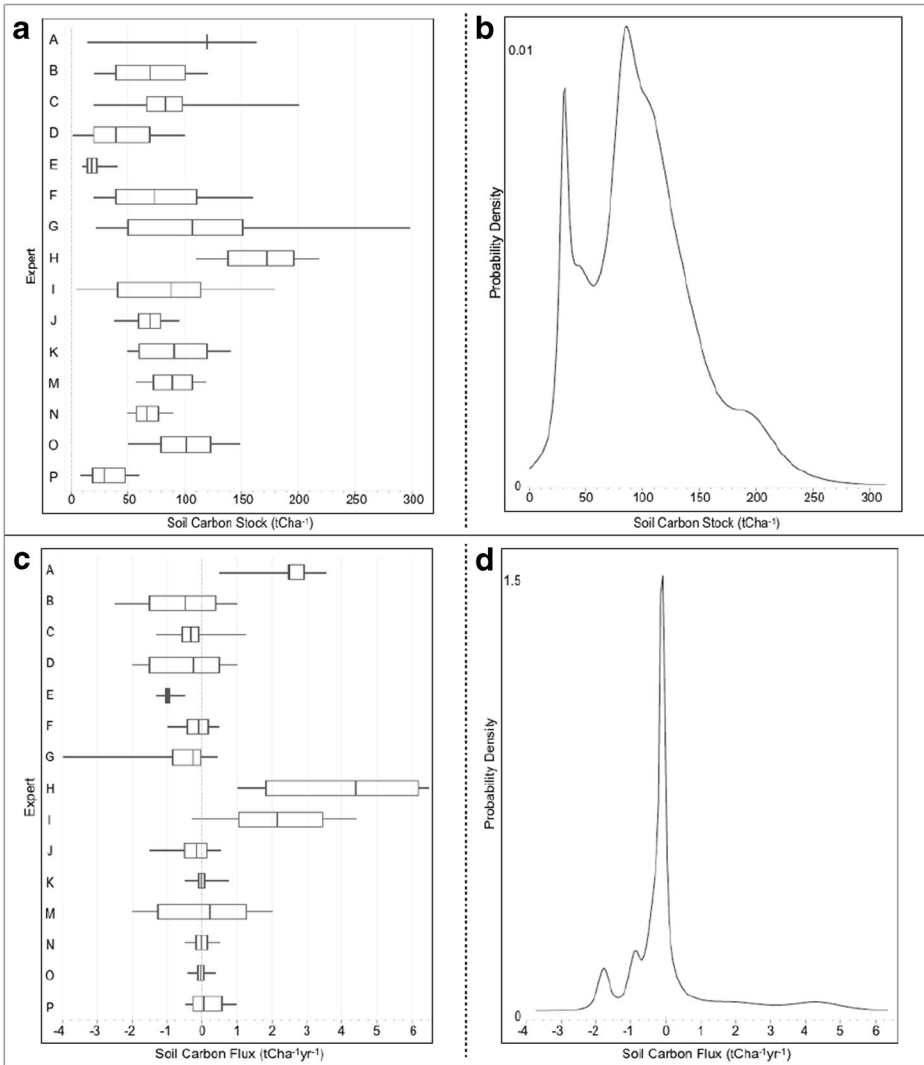 a
Expert
A
B
C
D
E
F
G
H
I
J
K
M
N
O
P
0 50 100 150 200 250 300
Soil Carbon Stock (tCha⁻¹)
b
0.01
Probability Density
0
0 50 100 150 200 250 300
Soil Carbon Stock (tCha⁻¹)
c
Expert
A
B
C
D
E
F
G
H
I
J
K
M
N
O
P
-4 -3 -2 -1 0 1 2 3 4 5 6
Soil Carbon Flux (tCha⁻¹yr⁻¹)
d
1.5
Probability Density
0
-4 -3 -2 -1 0 1 2 3 4 5 6
Soil Carbon Flux (tCha⁻¹yr⁻¹)